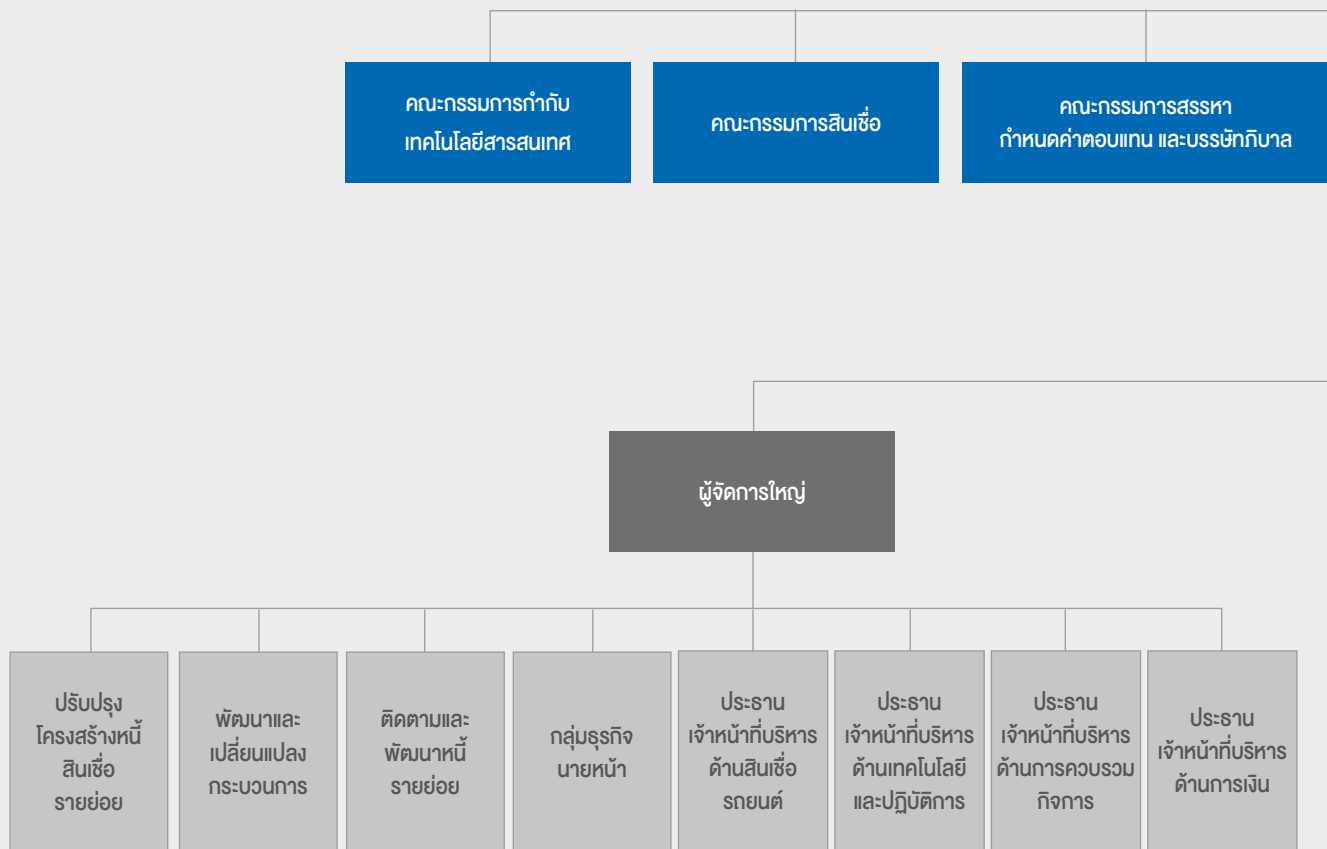 คณะกรรมการกำกับ
เทคโนโลยีสารสนเทศ
คณะกรรมการสินเชื่อ
คณะกรรมการสรรหา
กำหนดค่าตอบแทน และบรรษัทภิบาล
ผู้จัดการใหญ่
ปรับปรุง
โครงสร้างหนี้
สินเชื่อ
รายย่อย
พัฒนาและ
เปลี่ยนแปลง
กระบวนการ
ติดตามและ
พัฒนาหนี้
รายย่อย
กลุ่มธุรกิจ
นายหน้า
ประธาน
เจ้าหน้าที่บริหาร
ด้านสินเชื่อ
รถยนต์
ประธาน
เจ้าหน้าที่บริหาร
ด้านเทคโนโลยี
และปฏิบัติการ
ประธาน
เจ้าหน้าที่บริหาร
ด้านการควบรวม
กิจการ
ประธาน
เจ้าหน้าที่บริหาร
ด้านการเงิน